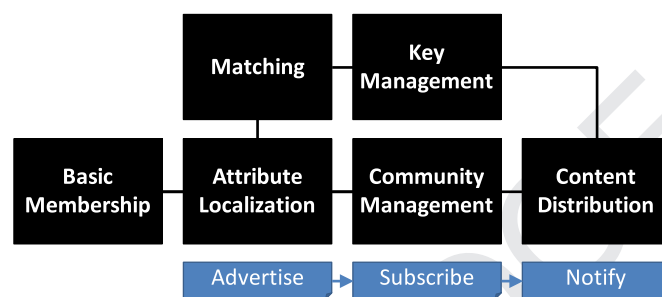 Matching
Key
Management
Basic
Membership
Attribute
Localization
Community
Management
Content
Distribution
Advertise
Subscribe
Notify